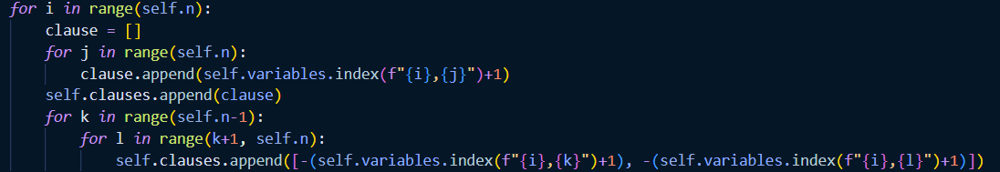 for i in range(self.n):
    clause = []
    for j in range(self.n):
        clause.append(self.variables.index(f"{i},{j}")+1)
    self.clauses.append(clause)
    for k in range(self.n-1):
        for l in range(k+1, self.n):
            self.clauses.append([-(self.variables.index(f"{i},{k}")+1), -(self.variables.index(f"{i},{l}")+1)])